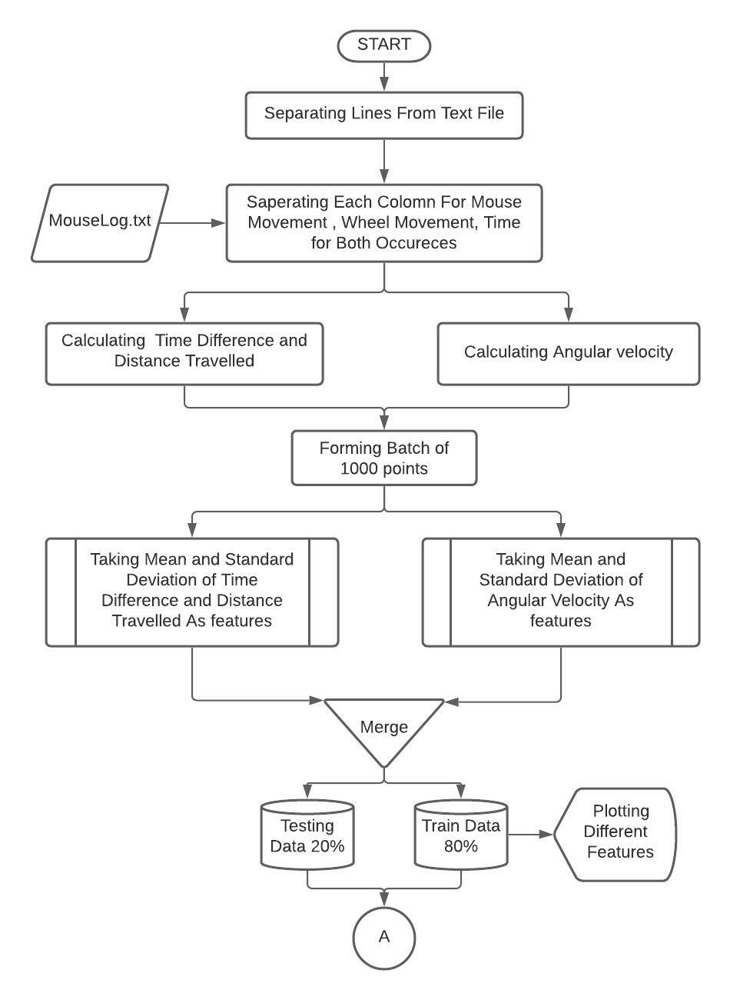 START
Separating Lines From Text File
MouseLog.txt
Saperating Each Colomn For Mouse
Movement , Wheel Movement, Time
for Both Occureces
Calculating  Time Difference and
Distance Travelled
Calculating Angular velocity
Forming Batch of
1000 points
Taking Mean and Standard
Deviation of Time
Difference and Distance
Travelled As features
Taking Mean and
Standard Deviation of
Angular Velocity As
features
Merge
Testing
Data 20%
Train Data
80%
Plotting
Different
Features
A